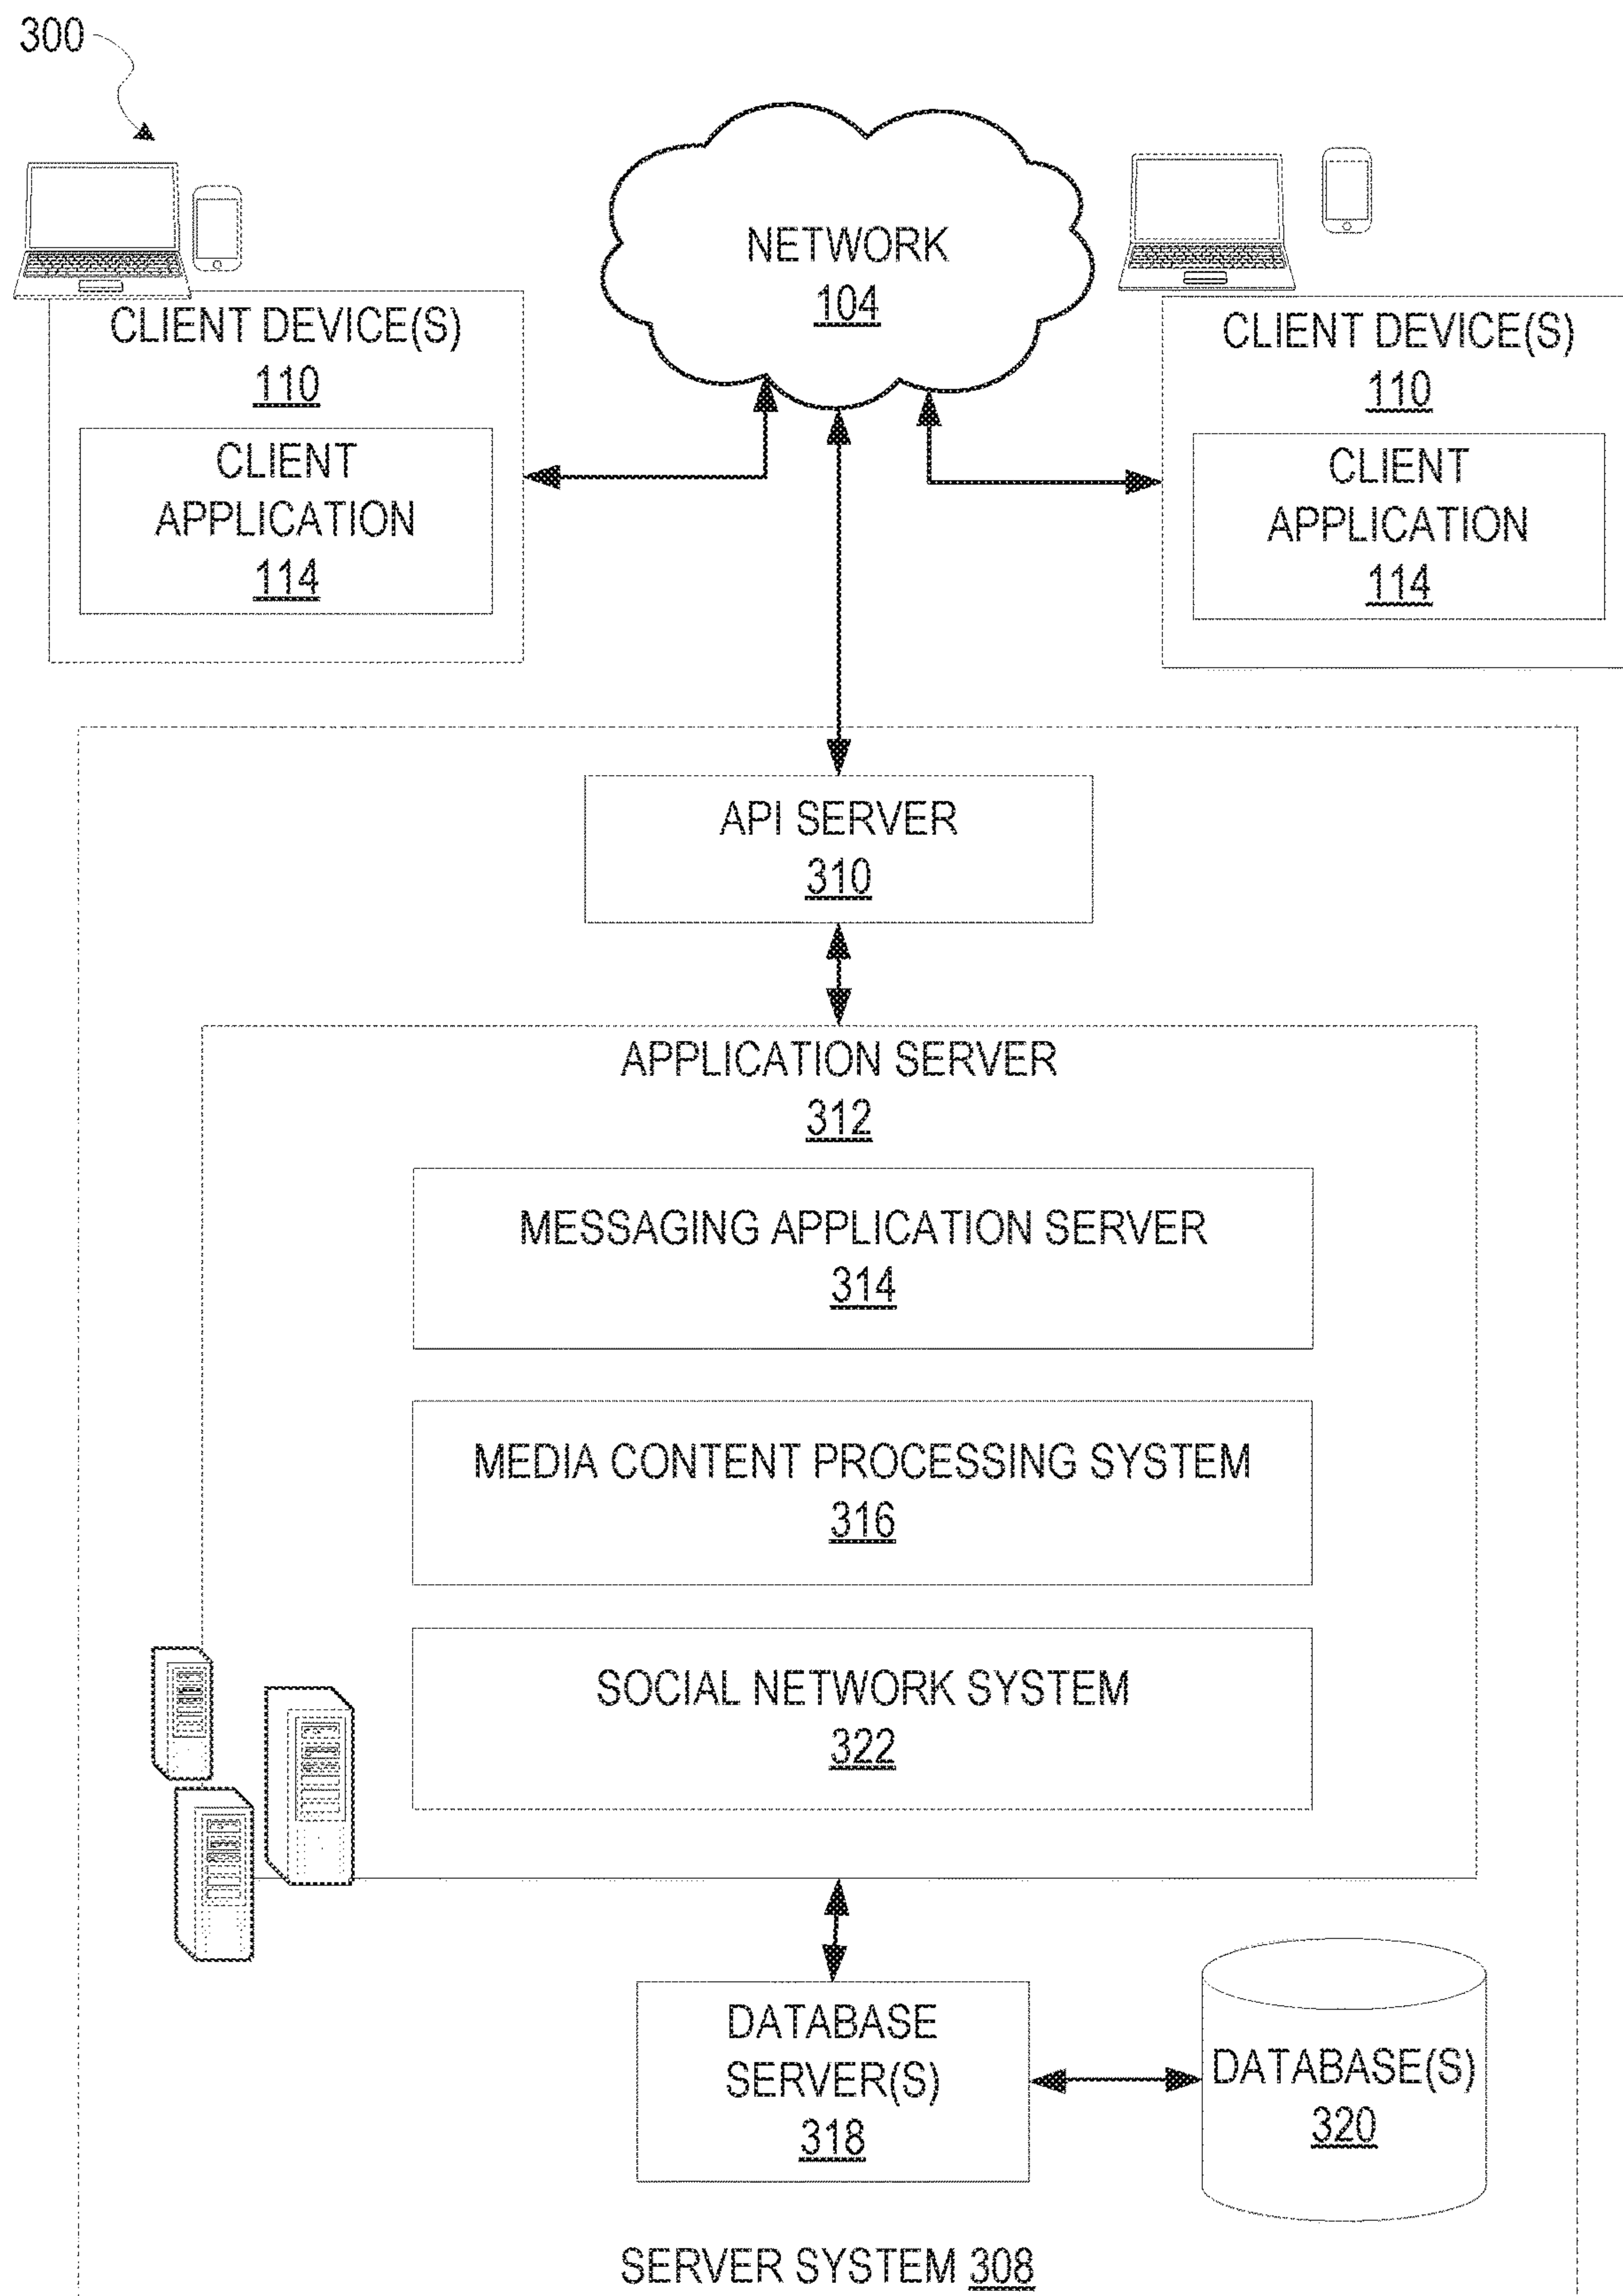 300
NETWORK
104
CLIENT DEVICE(S)
110
CLIENT
APPLICATION
114
CLIENT DEVICE(S)
110
CLIENT
APPLICATION
114
API SERVER
310
APPLICATION SERVER
312
MESSAGING APPLICATION SERVER
314
MEDIA CONTENT PROCESSING SYSTEM
316
SOCIAL NETWORK SYSTEM
322
DATABASE
SERVER(S)
318
DATABASE(S)
320
SERVER SYSTEM 308